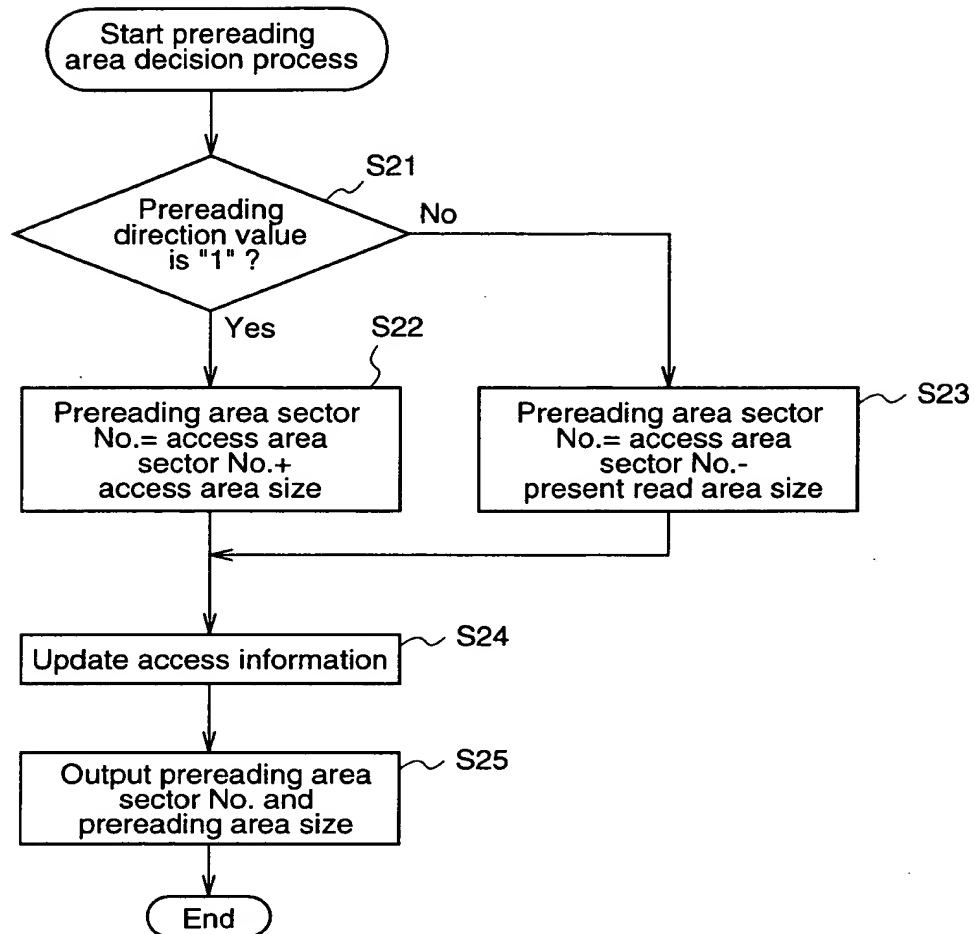 Start prereading
area decision process
S21
Prereading
direction value
is "1" ?
No
Yes
S22
Prereading area sector
No.= access area
sector No.+
access area size
S23
Prereading area sector
No.= access area
sector No.-
present read area size
S24
Update access information
S25
Output prereading area
sector No. and
prereading area size
End